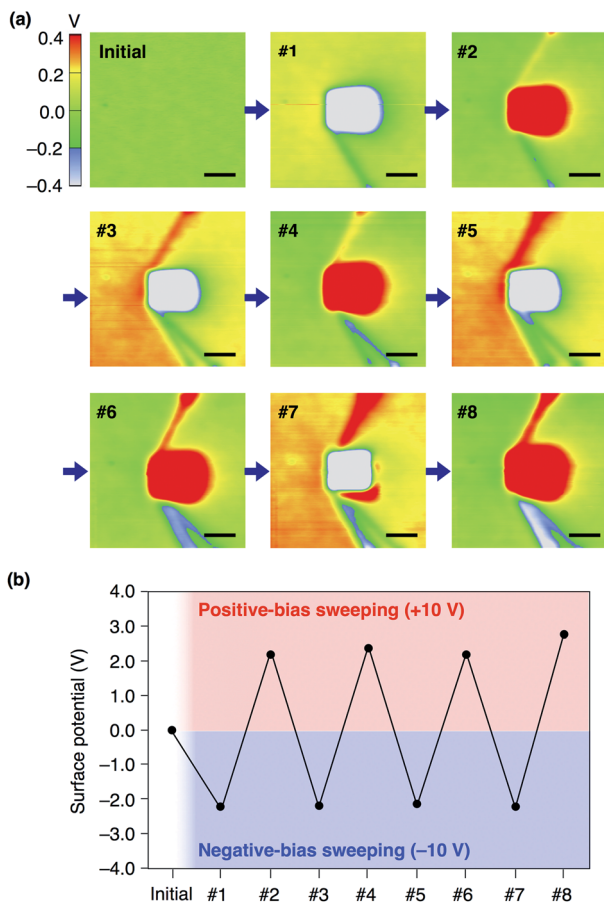 (a)
V
0.4
0.2
0.0
−0.2
−0.4
Initial
#1
#2
#3
#4
#5
#6
#7
#8
(b)
4.0
3.0
2.0
1.0
0.0
−1.0
−2.0
−3.0
−4.0
Surface potential (V)
Positive-bias sweeping (+10 V)
Negative-bias sweeping (−10 V)
Initial #1 #2 #3 #4 #5 #6 #7 #8